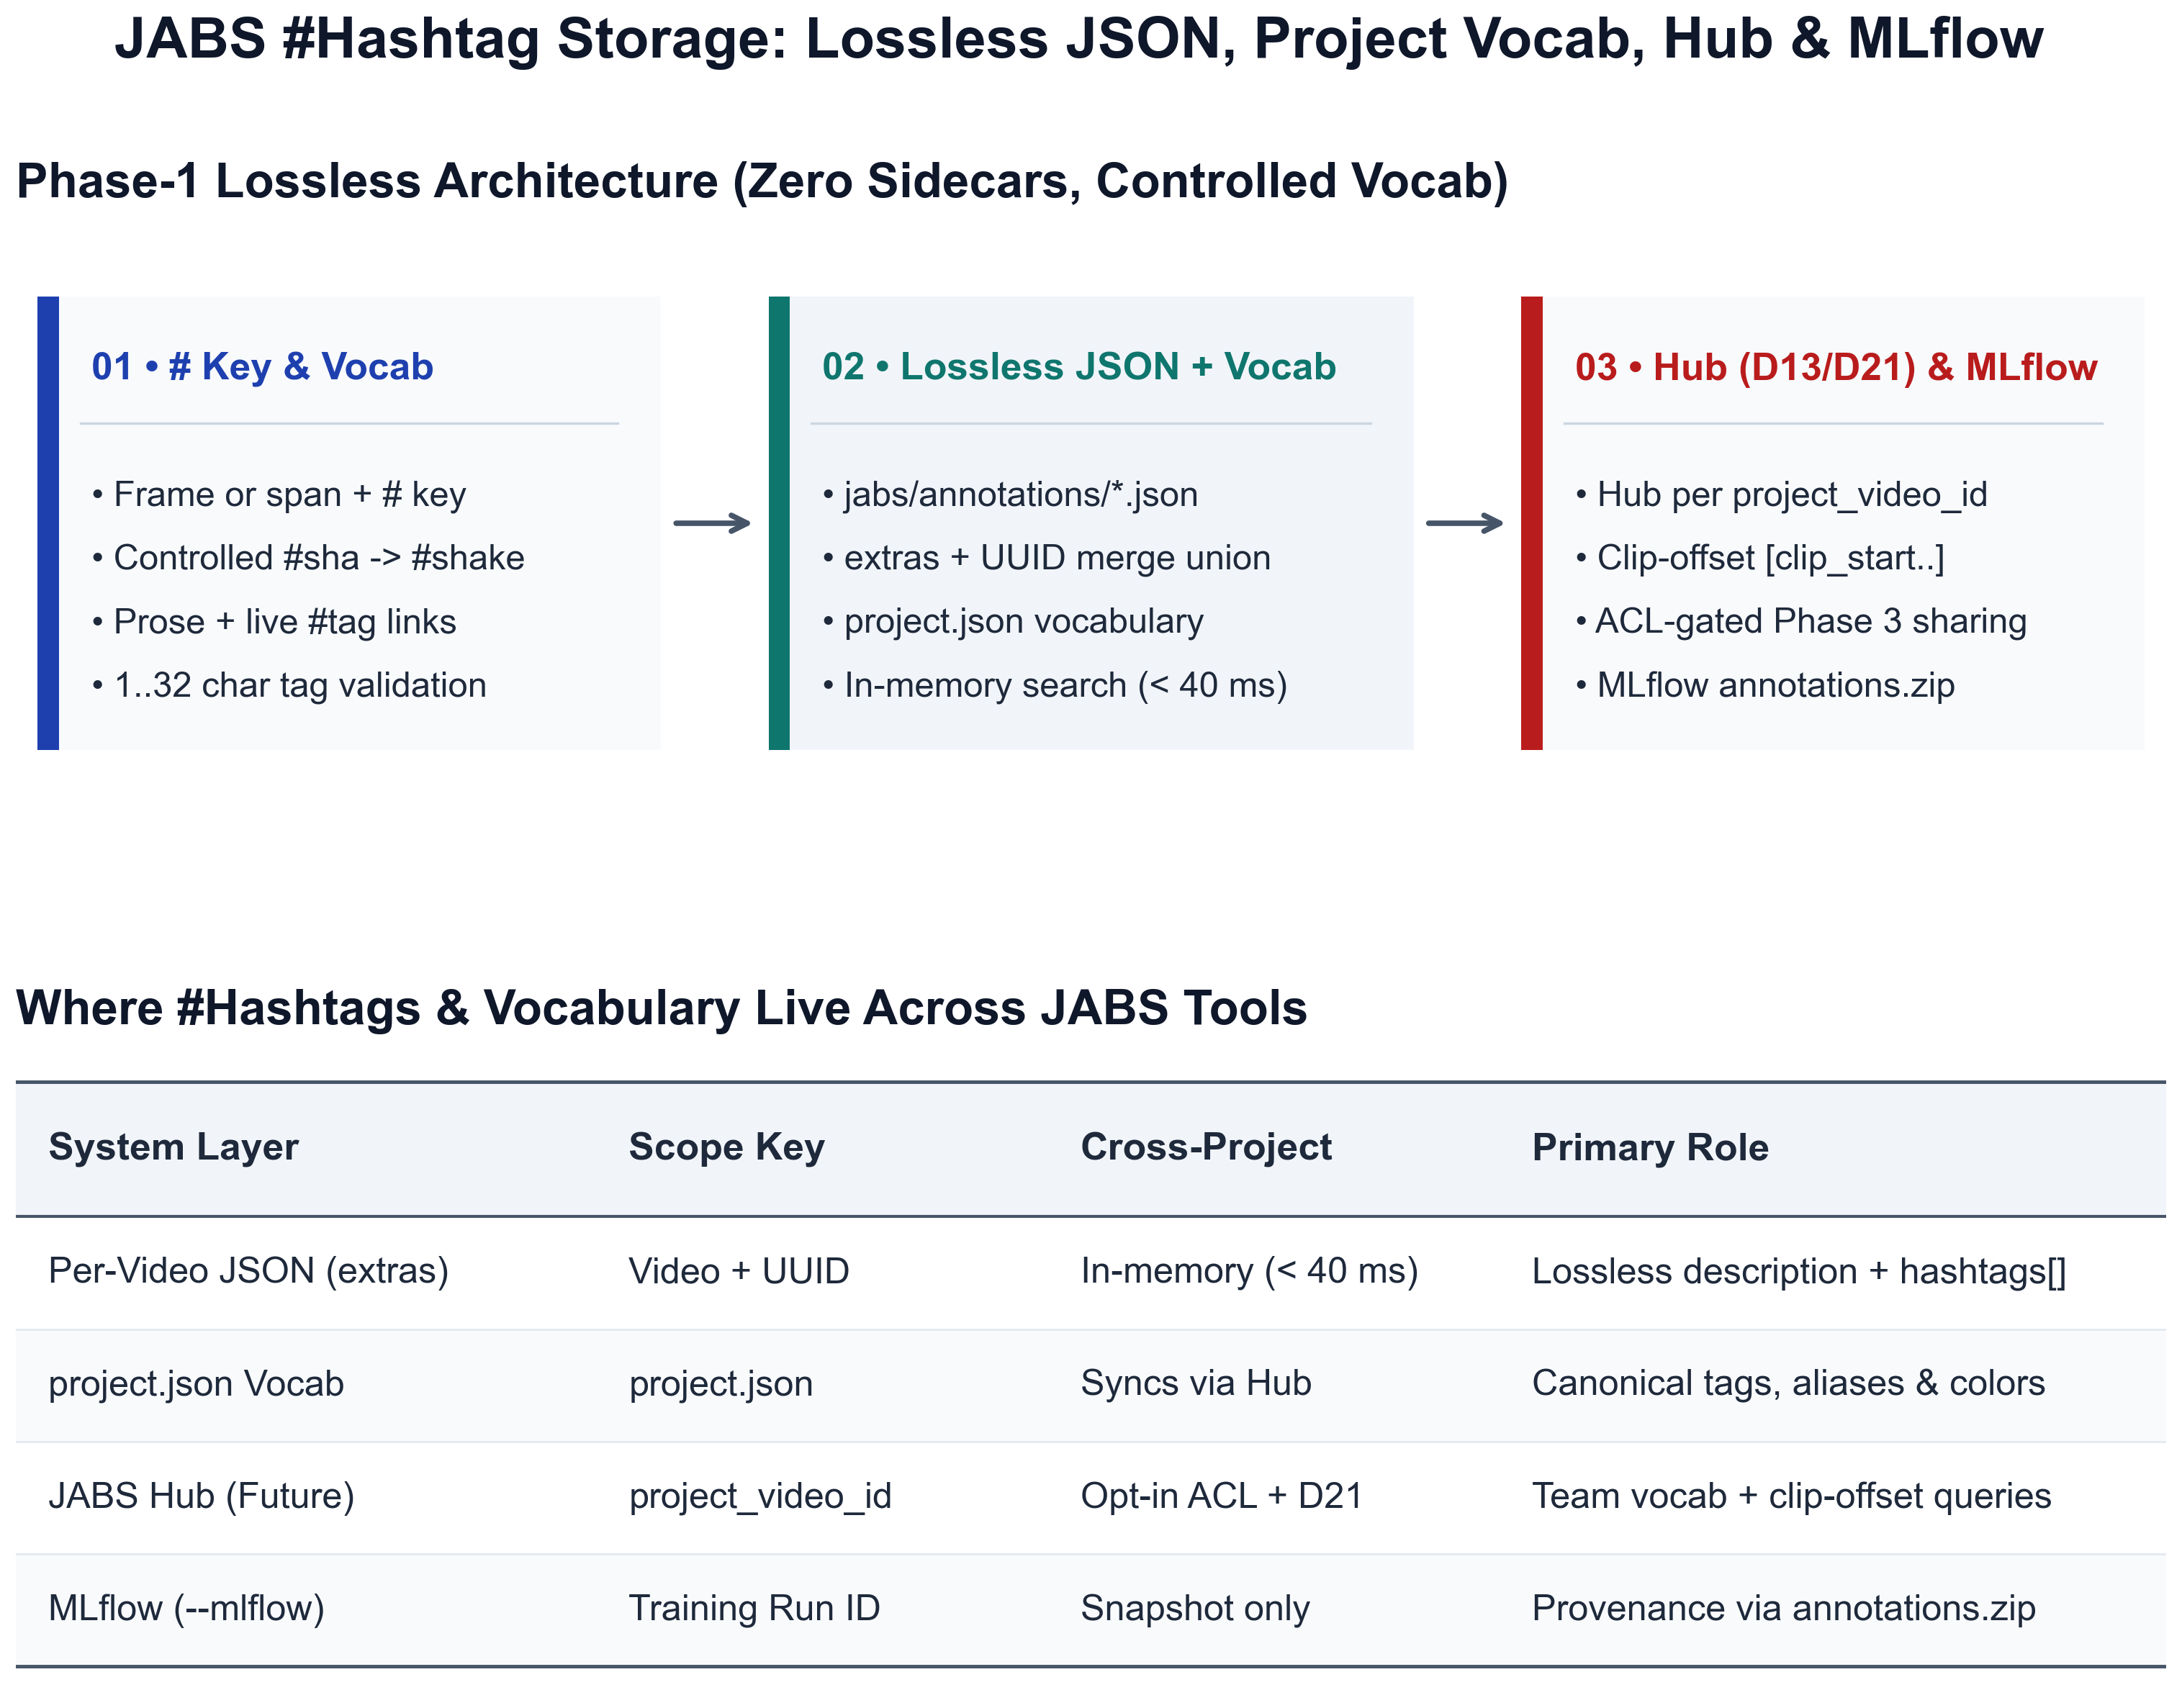 JABS #Hashtag Storage: Lossless JSON, Project Vocab, Hub & MLflow
Phase-1 Lossless Architecture (Zero Sidecars, Controlled Vocab)
01 • # Key & Vocab
• Frame or span + # key
• Controlled #sha -> #shake
• Prose + live #tag links
• 1..32 char tag validation
02 • Lossless JSON + Vocab
• jabs/annotations/*.json
• extras + UUID merge union
• project.json vocabulary
• In-memory search (< 40 ms)
03 • Hub (D13/D21) & MLflow
• Hub per project_video_id
• Clip-offset [clip_start..]
• ACL-gated Phase 3 sharing
• MLflow annotations.zip
Where #Hashtags & Vocabulary Live Across JABS Tools
System Layer Scope Key Cross-Project Primary Role
Per-Video JSON (extras) Video + UUID In-memory (< 40 ms) Lossless description + hashtags[]
project.json Vocab project.json Syncs via Hub Canonical tags, aliases & colors
JABS Hub (Future) project_video_id Opt-in ACL + D21 Team vocab + clip-offset queries
MLflow (--mlflow) Training Run ID Snapshot only Provenance via annotations.zip